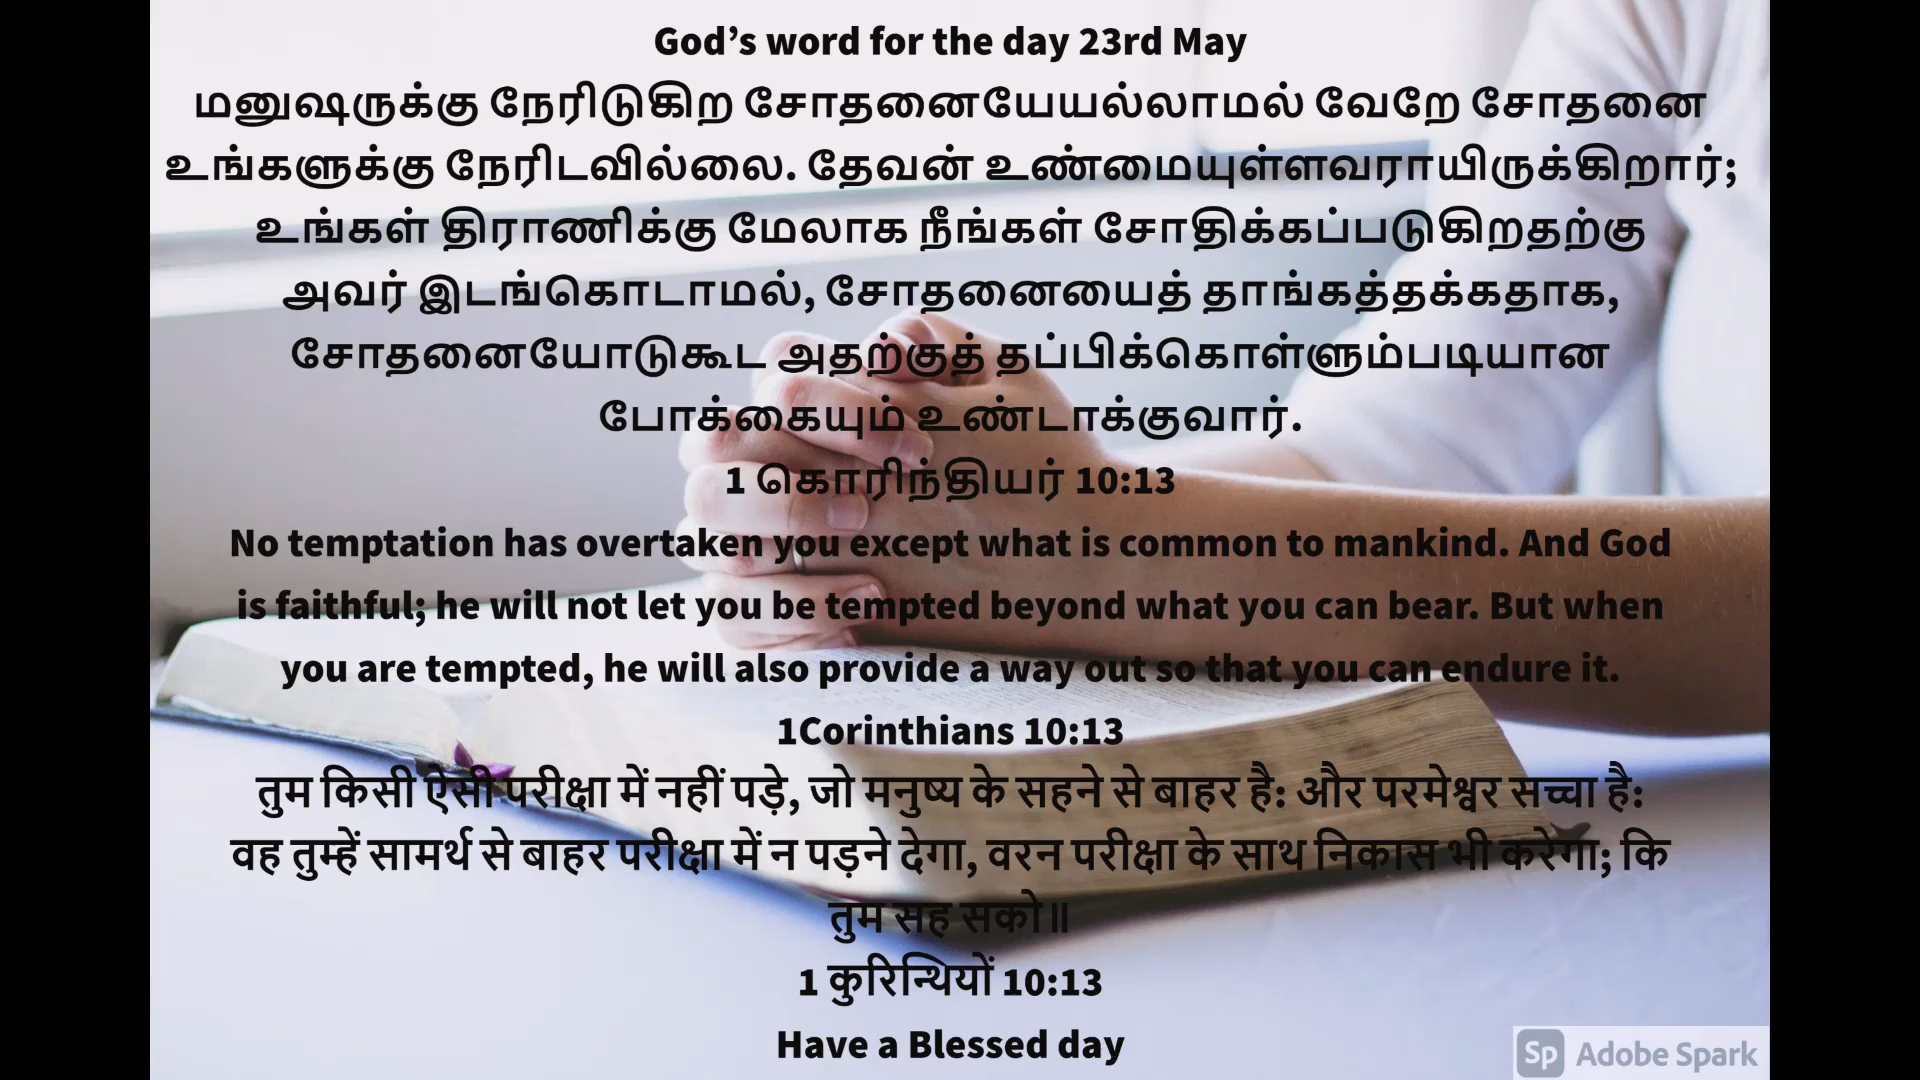 God’s word for the day 23rd May
மனுஷருக்கு நேரிடுகிற சோதனையேயல்லாமல் வேறே சோதனை
உங்களுக்கு நேரிடவில்லை. தேவன் உண்மையுள்ளவராயிருக்கிறார்;
உங்கள் திராணிக்கு மேலாக நீங்கள் சோதிக்கப்படுகிறதற்கு
அவர் இடங்கொடாமல், சோதனையைத் தாங்கத்தக்கதாக,
சோதனையோடுகூட அதற்குத் தப்பிக்கொள்ளும்படியான
போக்கையும் உண்டாக்குவார்.
1 கொரிந்தியர் 10:13
No temptation has overtaken you except what is common to mankind. And God
is faithful; he will not let you be tempted beyond what you can bear. But when
you are tempted, he will also provide a way out so that you can endure it.
1Corinthians 10:13
तुम किसी ऐसी परीक्षा में नहीं पड़े, जो मनुष्य के सहने से बाहर है: और परमेश्वर सच्चा है:
वह तुम्हें सामर्थ से बाहर परीक्षा में न पड़ने देगा, वरन परीक्षा के साथ निकास भी करेगा; कि
तुम सह सको॥
1 कुरिन्थियों 10:13
Have a Blessed day
Sp Adobe Spark